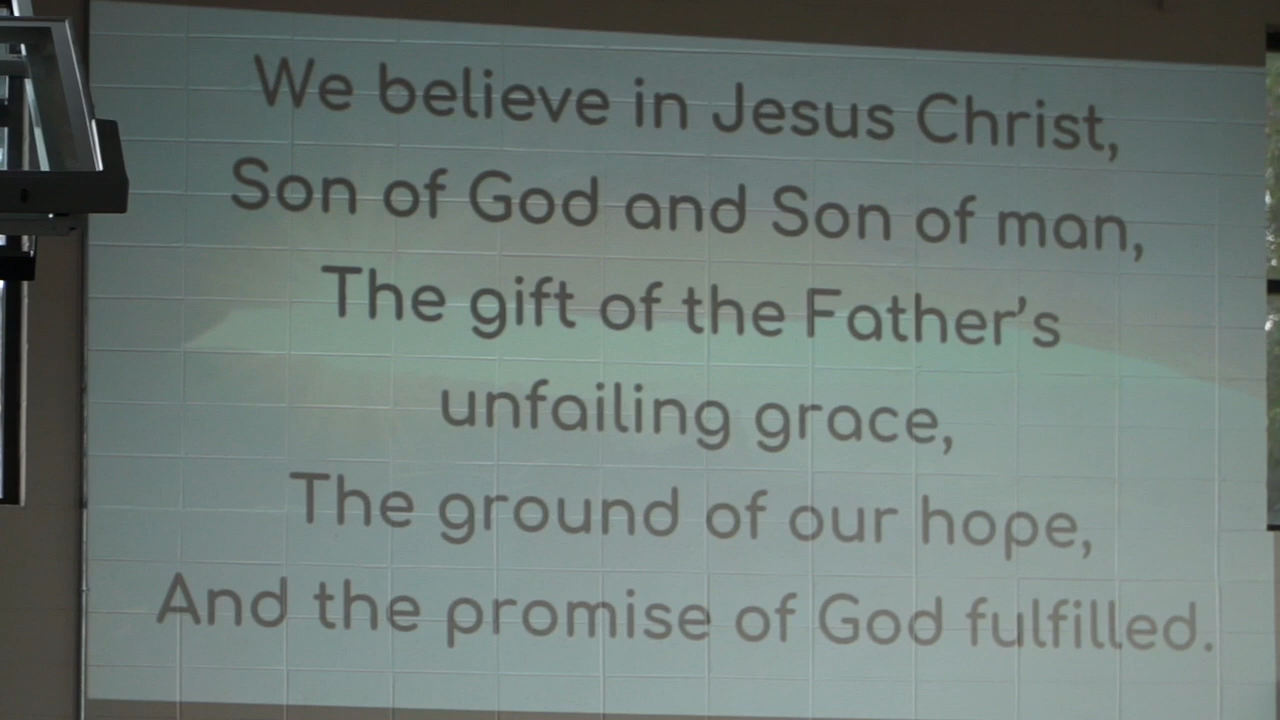 We believe in Jesus Christ,
Son of God and Son of man,
The gift of the Father's
unfailing grace,
The ground of our hope,
And the promise of God fulfilled.